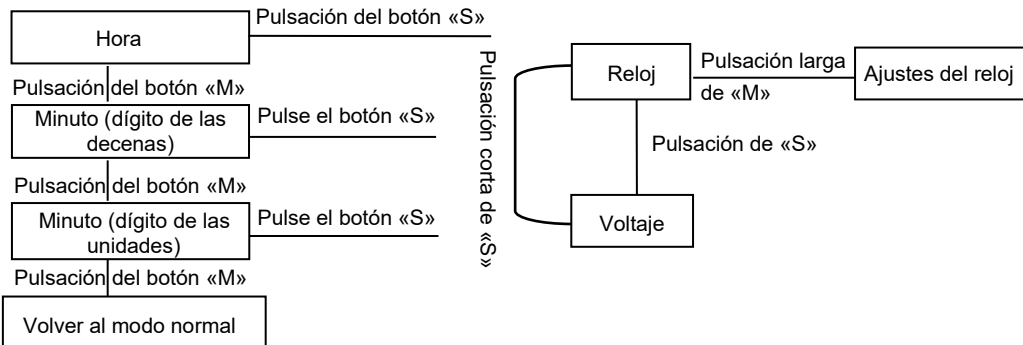 Hora
Pulsación del botón «S»
Pulsación del botón «M»
Minuto (dígito de las
decenas)
Pulse el botón «S»
Pulsación del botón «M»
Minuto (dígito de las
unidades)
Pulse el botón «S»
Pulsación del botón «M»
Volver al modo normal
Pulsación corta de «S»
Reloj
Pulsación larga
de «M»
Ajustes del reloj
Pulsación de «S»
Voltaje